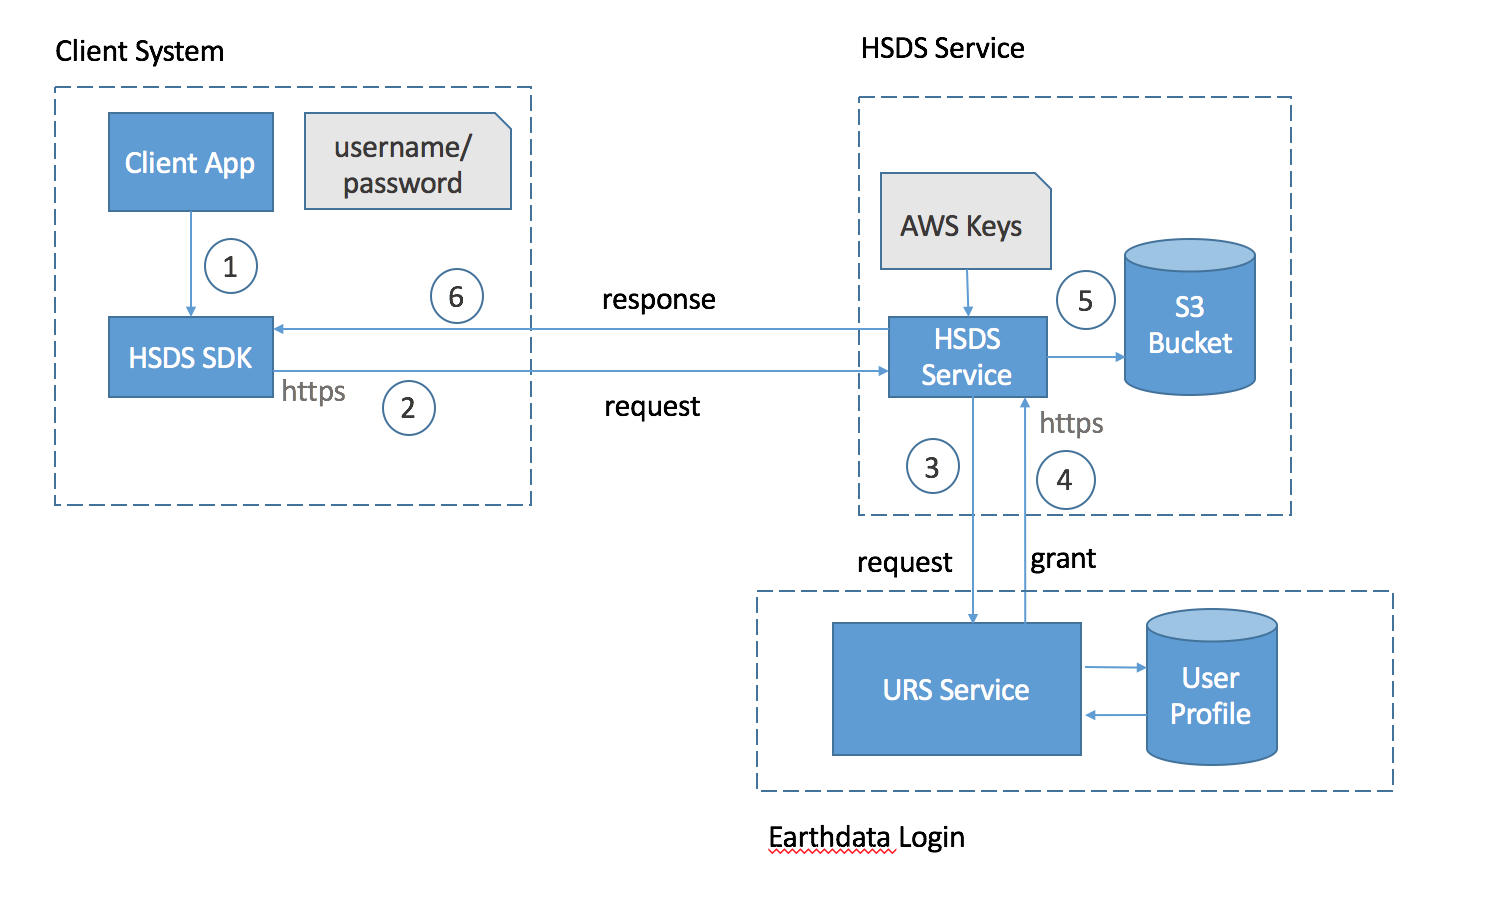 Client System
HSDS Service
Client App
username/
password
AWS Keys
1
6
response
5
S3
Bucket
HSDS SDK
https
2
request
HSDS
Service
https
3
4
request
grant
URS Service
User
Profile
Earthdata Login